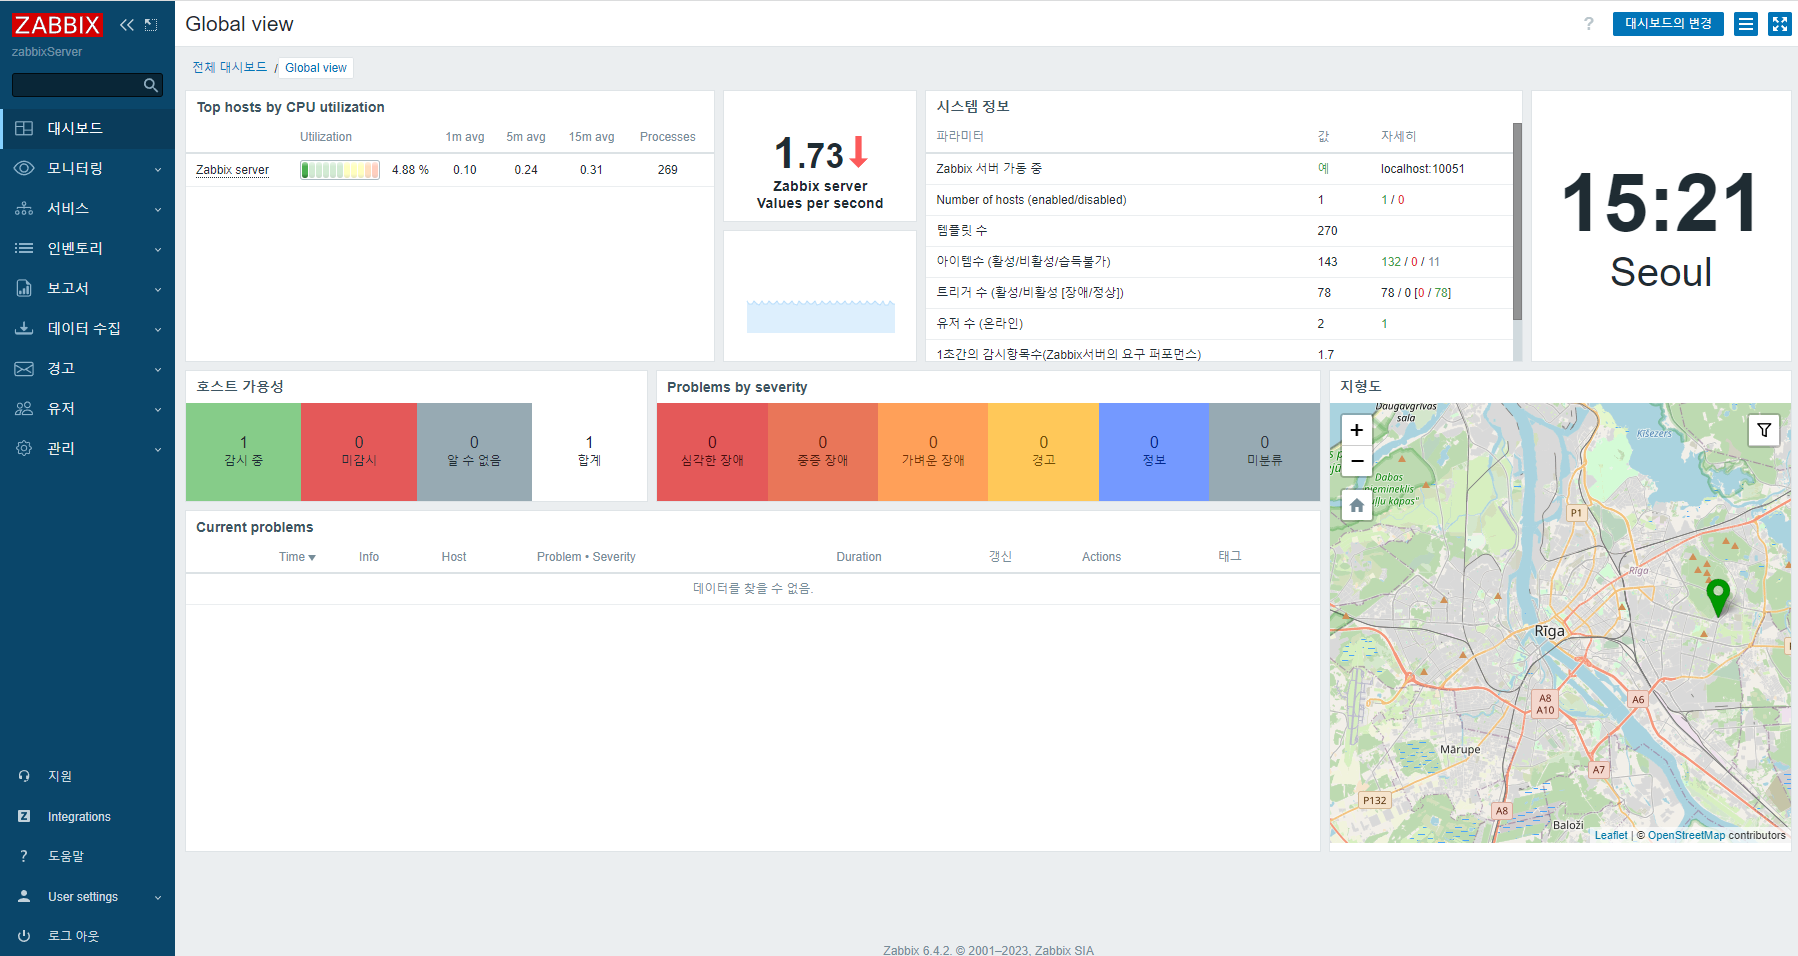 ZABBIX
zabbixServer
대시보드
모니터링
서비스
인벤토리
보고서
데이터 수집
경고
유저
관리
지원
Integrations
도움말
User settings
로그 아웃
Global view
?
대시보드의 변경
전체 대시보드 / Global view
Top hosts by CPU utilization
Utilization 1m avg 5m avg 15m avg Processes
Zabbix server 4.88 % 0.10 0.24 0.31 269
1.73
Zabbix server
Values per second
시스템 정보
파라미터 값 자세히
Zabbix 서버 가동 중 예 localhost:10051
Number of hosts (enabled/disabled) 1 1 / 0
템플릿 수 270
아이템수 (활성/비활성/습득불가) 143 132 / 0 / 11
트리거 수 (활성/비활성 [장애/정상]) 78 78 / 0 [0 / 78]
유저 수 (온라인) 2 1
1초간의 감시항목수(Zabbix서버의 요구 퍼포먼스) 1.7
15:21
Seoul
호스트 가용성
1 감시 중
0 미감시
0 알 수 없음
1 합계
Problems by severity
0 심각한 장애
0 중증 장애
0 가벼운 장애
0 경고
0 정보
0 미분류
Current problems
Time Info Host Problem • Severity Duration 갱신 Actions 태그
데이터를 찾을 수 없음.
지형도
+
−
Daugavgrīvas
sala
Ķīšezers
Dabas
piemineklis
P1
Rīga
Rīga
A8
A10
A6
Mārupe
A7
P132
A8
Baloži
Leaflet | © OpenStreetMap contributors
Zabbix 6.4.2. © 2001–2023, Zabbix SIA